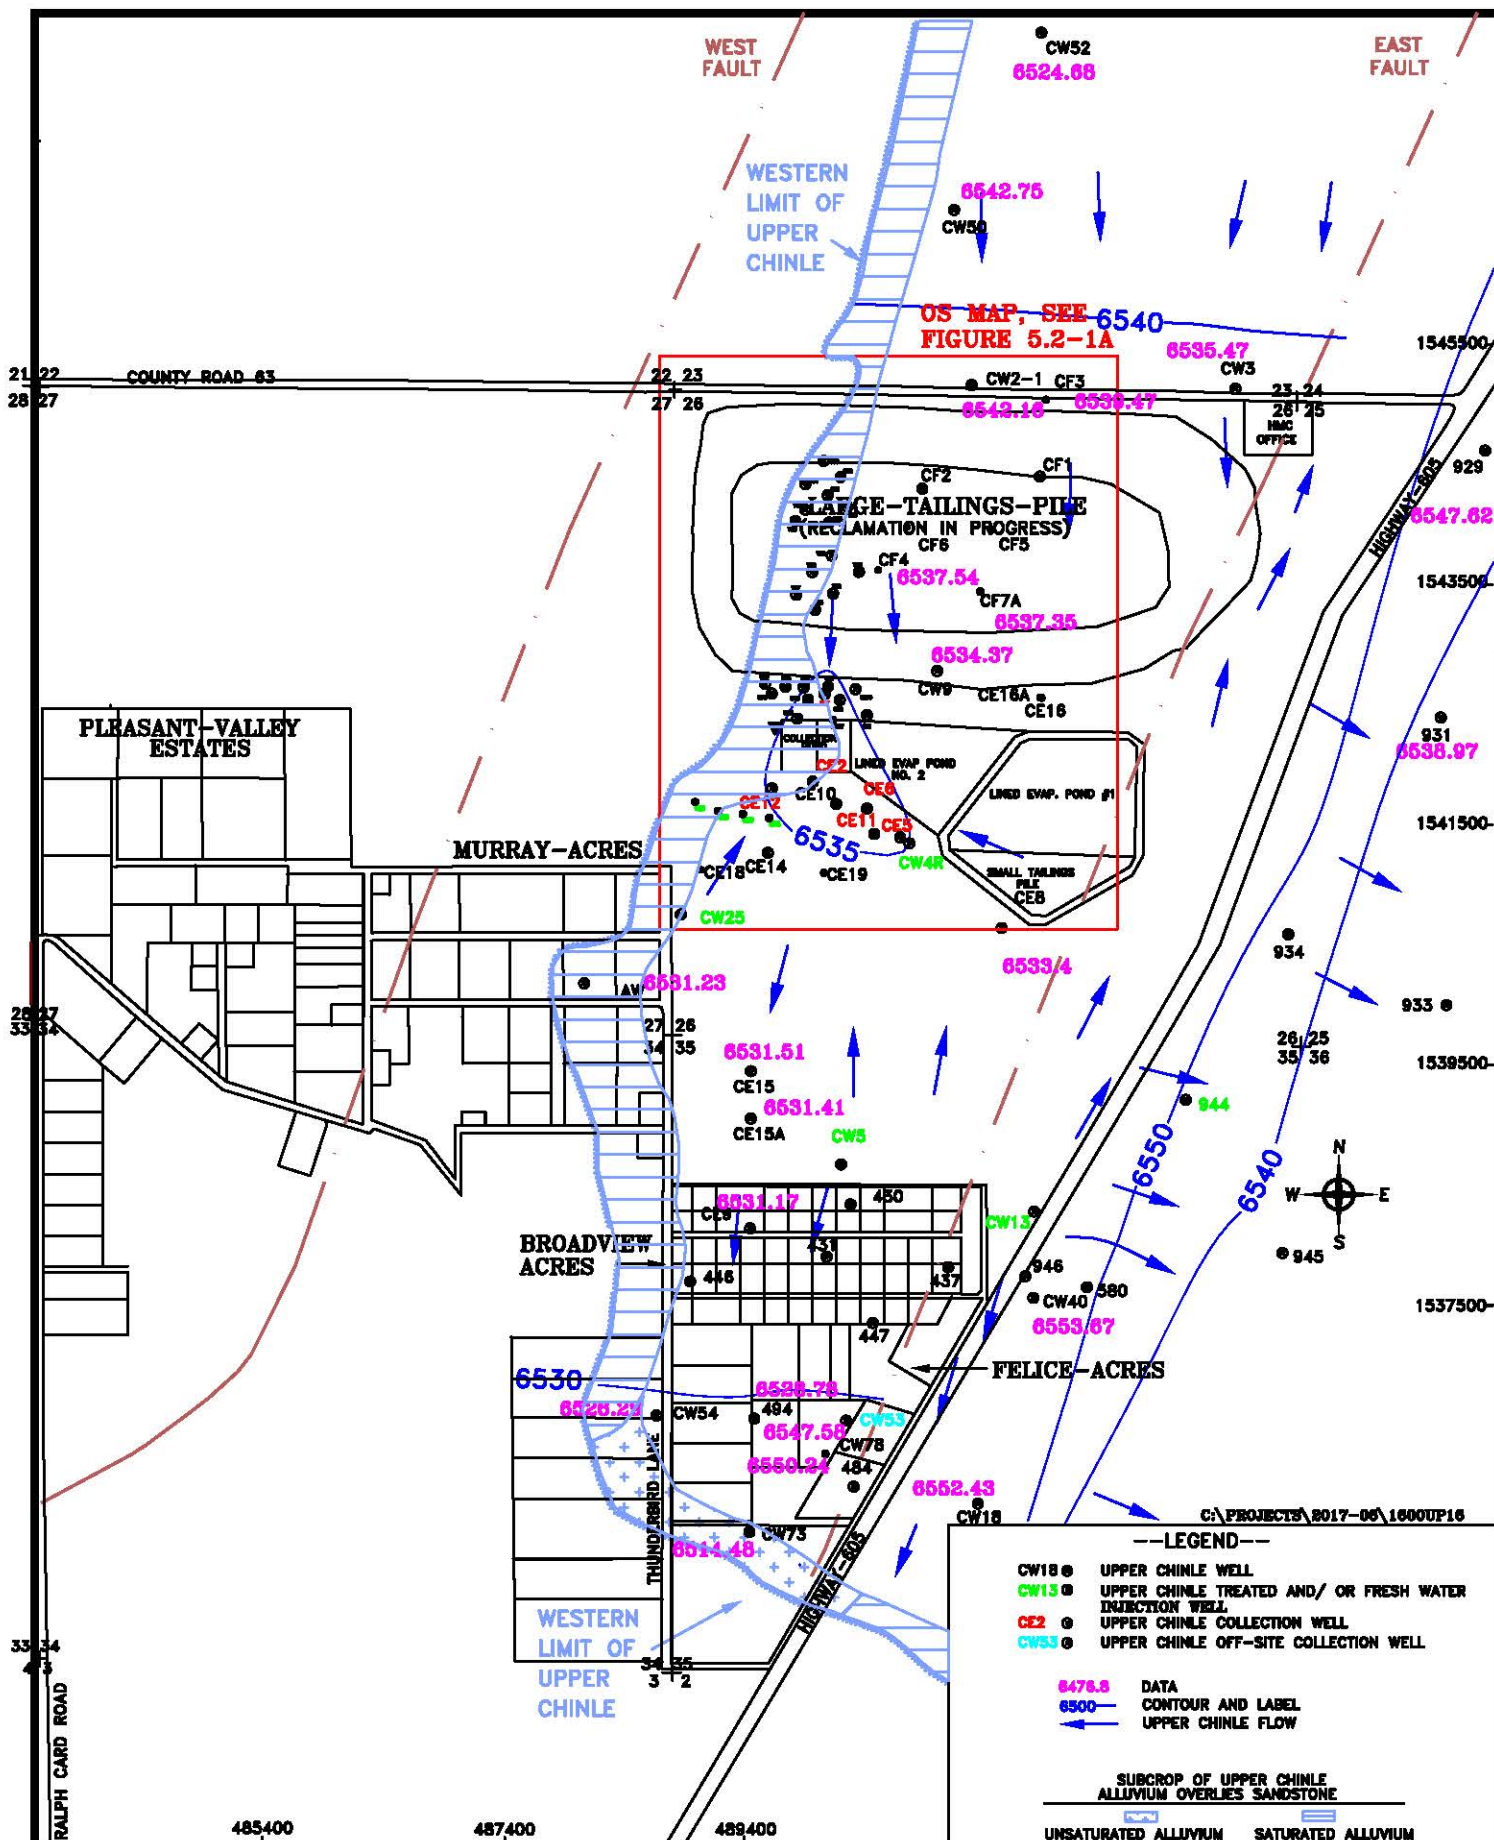 WEST
FAULT
EAST
FAULT
CW52
6524.68
WESTERN
LIMIT OF
UPPER
CHINLE
6542.75
CW50
OS MAP, SEE
FIGURE 5.2-1A
6540
6535.47
CW3
1545500
21 22
28 27
COUNTY ROAD 63
22 23
27 26
CW2-1
CF3
6542.16
6539.47
23 24
26 25
HMC
OFFICE
929
6547.62
HIGHWAY-605
CF2
CF1
LARGE-TAILINGS-PILE
(RECLAMATION IN PROGRESS)
CF6
CF5
CF4
6537.54
CF7A
6537.35
1543500
6534.37
CW9
CE16A
CE16
931
6538.97
PLEASANT-VALLEY
ESTATES
LINED EVAP POND
NO. 2
CE2
CE10
CE6
CE12
CE11
CE5
LINED EVAP. POND #1
1541500
6535
CW4R
MURRAY-ACRES
CE18
CE14
CE19
SMALL TAILINGS
PILE
CE8
CW25
934
6533.4
AW
6531.23
933
28 27
33 34
27 26
34 35
26 25
35 36
6531.51
CE15
1539500
6531.41
CE15A
944
CW5
6550
6540
N
W
E
S
6531.17
CE9
450
CW13
BROADVIEW
ACRES
431
437
446
946
945
580
CW40
6553.67
1537500
447
FELICE-ACRES
6530
6528.78
CW54
494
CW53
6547.58
CW78
6550.24
484
6552.43
CW18
THUNDERBIRD LANE
CW73
6514.48
HIGHWAY-605
C:\PROJECTS\2017-06\1600UP16
--LEGEND--
CW18 UPPER CHINLE WELL
CW13 UPPER CHINLE TREATED AND/ OR FRESH WATER
INJECTION WELL
CE2 UPPER CHINLE COLLECTION WELL
CW53 UPPER CHINLE OFF-SITE COLLECTION WELL
WESTERN
LIMIT OF
UPPER
CHINLE
33 34
4 3
34 35
3 2
6476.8 DATA
6500 CONTOUR AND LABEL
UPPER CHINLE FLOW
RALPH CARD ROAD
SUBCROP OF UPPER CHINLE
ALLUVIUM OVERLIES SANDSTONE
UNSATURATED ALLUVIUM
SATURATED ALLUVIUM
485400
487400
489400